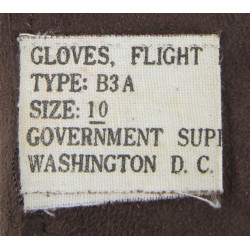 GLOVES, FLIGHT
TYPE: B3A
SIZE: 10
GOVERNMENT SUP
WASHINGTON D. C.